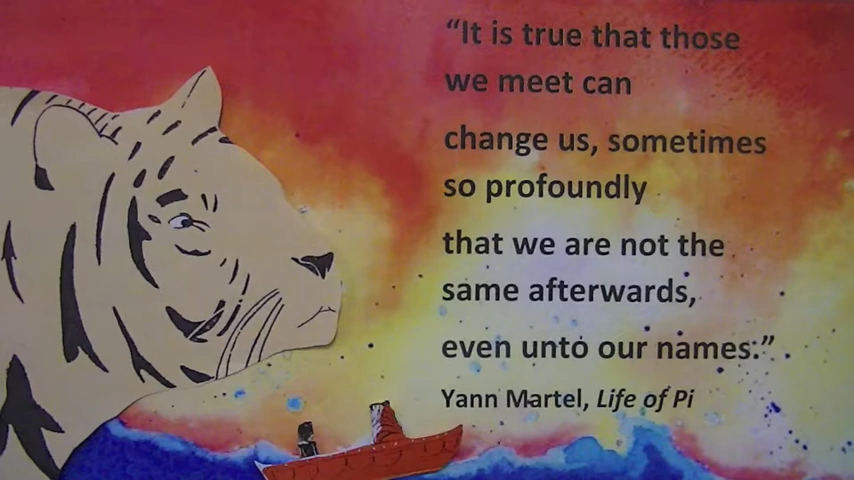 “It is true that those
we meet can
change us, sometimes
so profoundly
that we are not the
same afterwards,
even unto our names.”
Yann Martel, Life of Pi